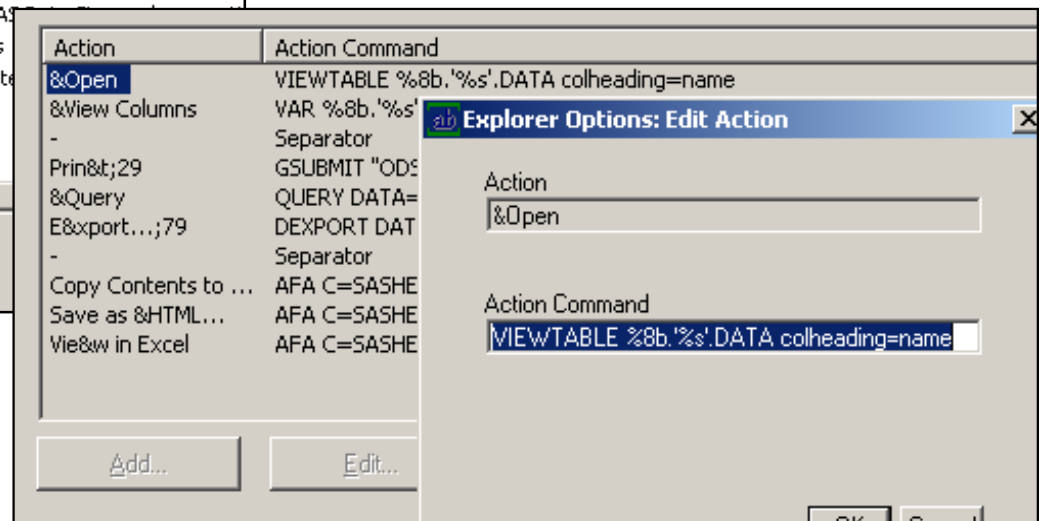 Action Action Command
&Open VIEWTABLE %8b.'%s'.DATA colheading=name
&View Columns VAR %8b.'%s'
- Separator
Prin&t;29 GSUBMIT "ODS
&Query QUERY DATA=
E&xport...;79 DEXPORT DAT
- Separator
Copy Contents to ... AFA C=SASHE
Save as &HTML... AFA C=SASHE
Vie&w in Excel AFA C=SASHE
Add... Edit...
Explorer Options: Edit Action
Action
&Open
Action Command
VIEWTABLE %8b.'%s'.DATA colheading=name
OK